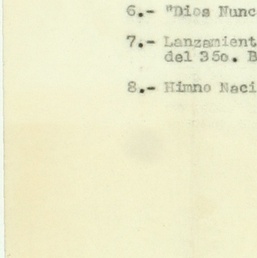 6.- "Dios Nunc
7.- Lanzamient
del 35o. B
8.- Himno Naci